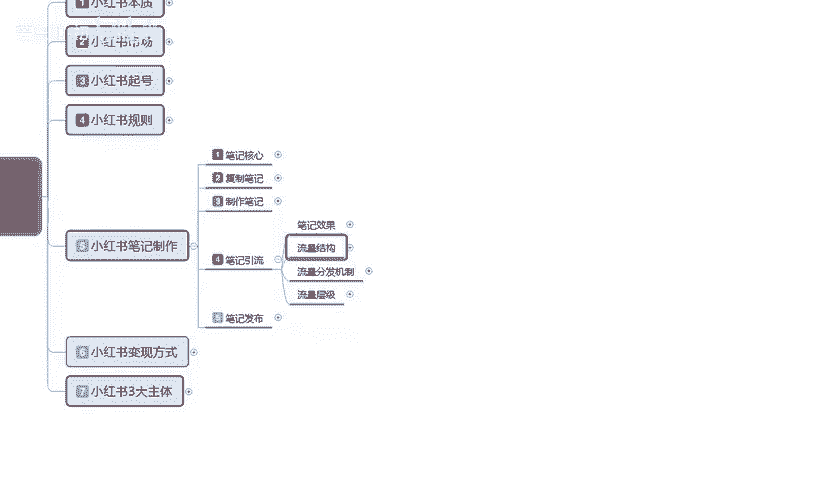 1 小红书本质
2 小红书市场
3 小红书起号
4 小红书规则
1 笔记核心
2 复制笔记
3 制作笔记
笔记效果
5 小红书笔记制作
流量结构
4 笔记引流
流量分发机制
流量层级
5 笔记发布
6 小红书变现方式
7 小红书3大主体